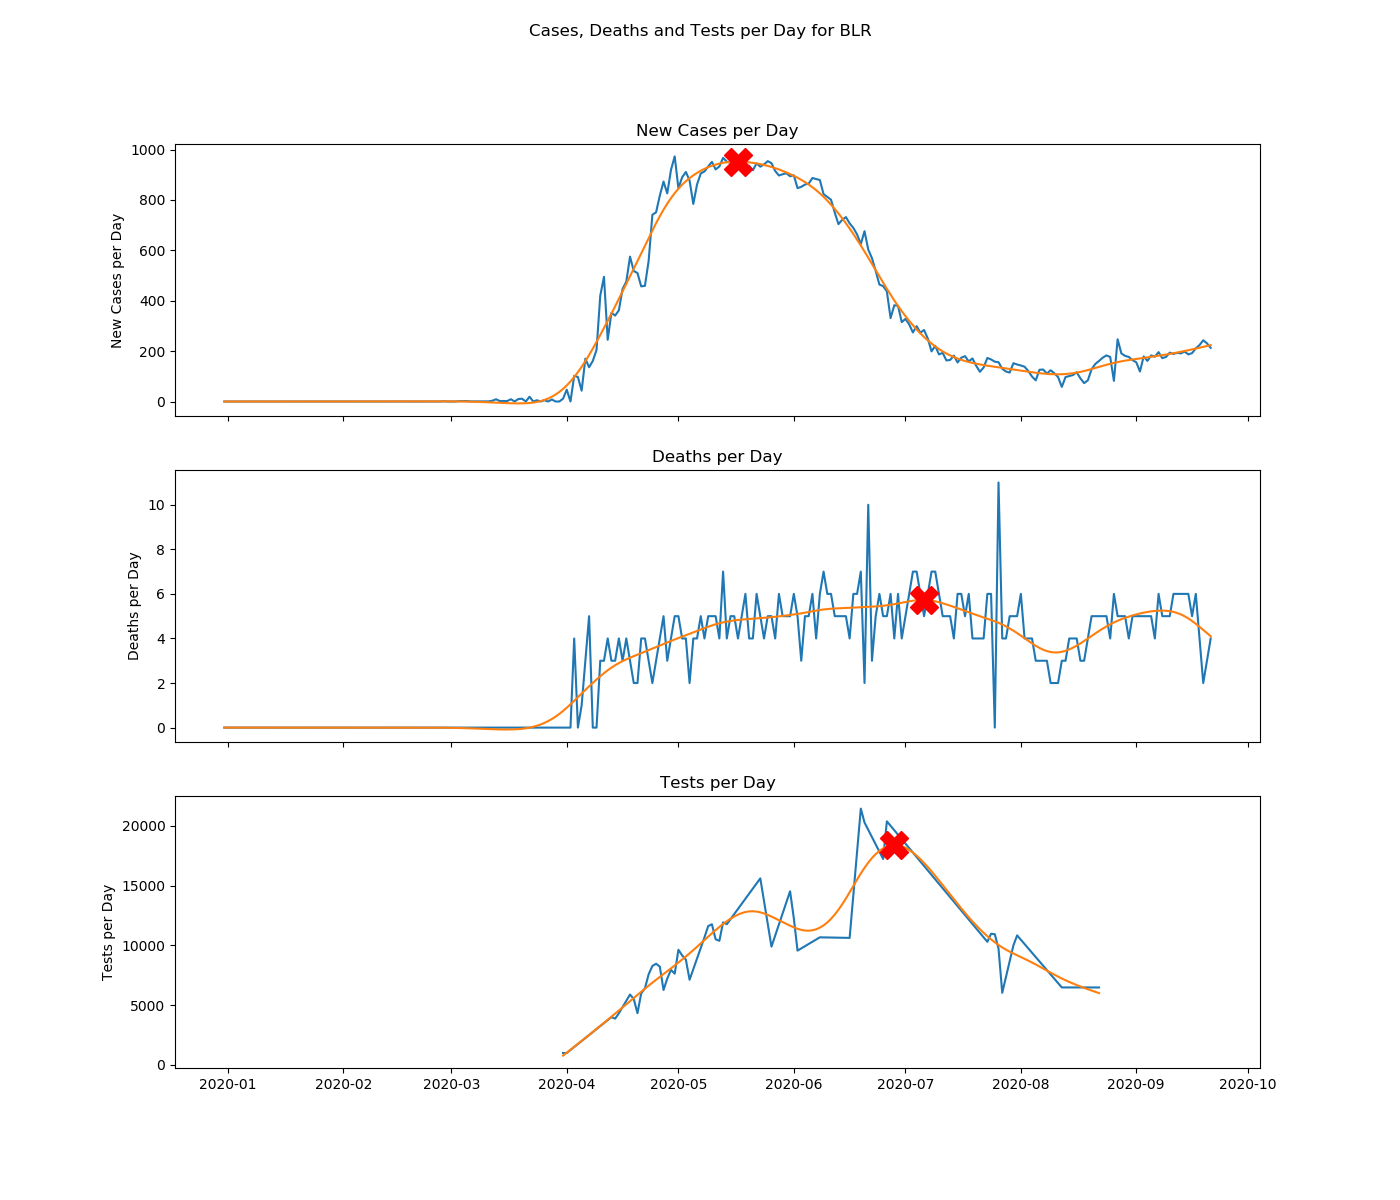 Cases, Deaths and Tests per Day for BLR
New Cases per Day
1000
800
600
400
200
0
New Cases per Day
Deaths per Day
10
8
6
4
2
0
Deaths per Day
Tests per Day
20000
15000
10000
5000
0
Tests per Day
2020-01 2020-02 2020-03 2020-04 2020-05 2020-06 2020-07 2020-08 2020-09 2020-10